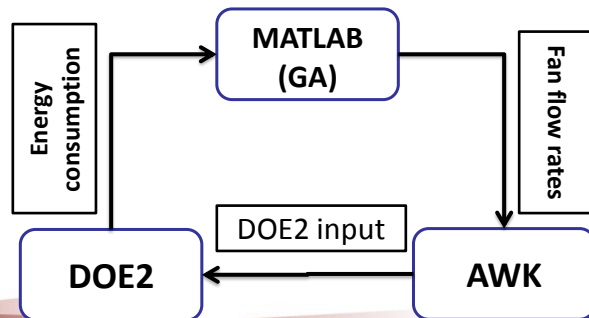 MATLAB
(GA)
Energy
consumption
Fan flow rates
DOE2 input
DOE2
AWK